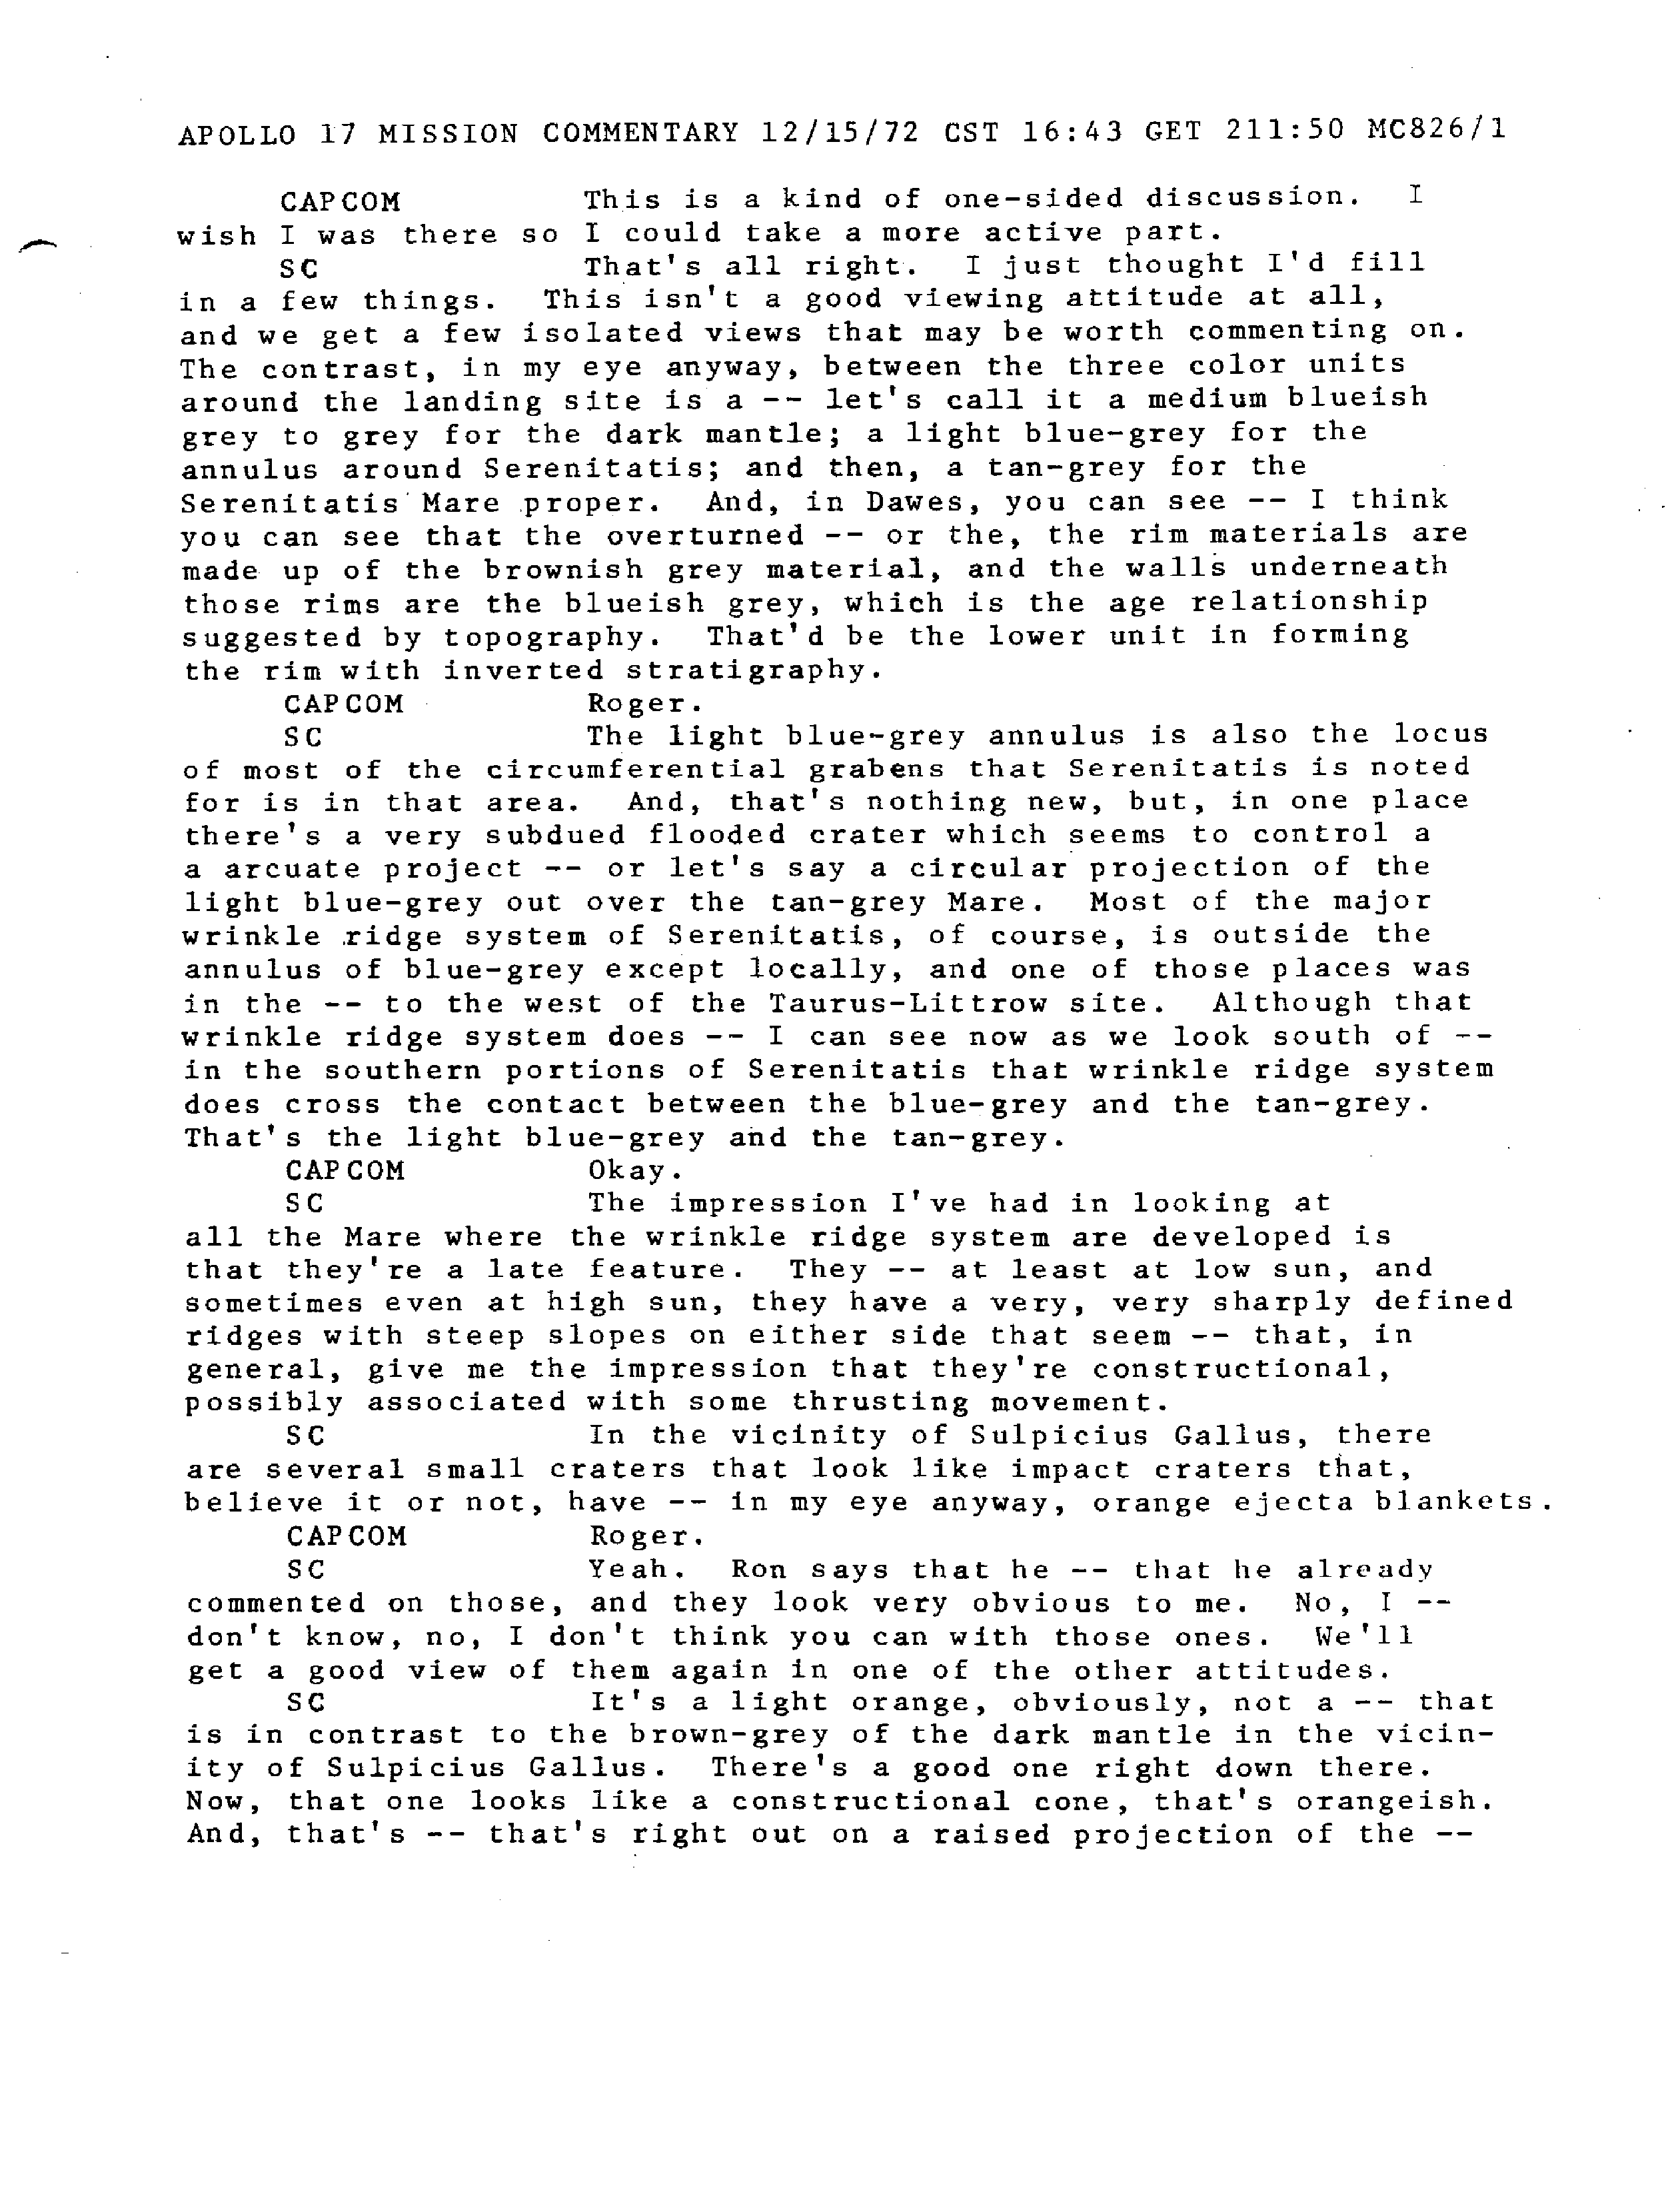 APOLLO 17 MISSION COMMENTARY 12/15/72 CST 16:43 GET 211:50 MC826/1
CAPCOM This is a kind of one-sided discussion. I
wish I was there so I could take a more active part.
SC That's all right. I just thought I'd fill
in a few things. This isn't a good viewing attitude at all,
and we get a few isolated views that may be worth commenting on.
The contrast, in my eye anyway, between the three color units
around the landing site is a -- let's call it a medium blueish
grey to grey for the dark mantle; a light blue-grey for the
annulus around Serenitatis; and then, a tan-grey for the
Serenitatis Mare proper. And, in Dawes, you can see -- I think
you can see that the overturned -- or the, the rim materials are
made up of the brownish grey material, and the walls underneath
those rims are the blueish grey, which is the age relationship
suggested by topography. That'd be the lower unit in forming
the rim with inverted stratigraphy.
CAPCOM Roger.
SC The light blue-grey annulus is also the locus
of most of the circumferential grabens that Serenitatis is noted
for is in that area. And, that's nothing new, but, in one place
there's a very subdued flooded crater which seems to control a
a arcuate project -- or let's say a circular projection of the
light blue-grey out over the tan-grey Mare. Most of the major
wrinkle ridge system of Serenitatis, of course, is outside the
annulus of blue-grey except locally, and one of those places was
in the -- to the west of the Taurus-Littrow site. Although that
wrinkle ridge system does -- I can see now as we look south of --
in the southern portions of Serenitatis that wrinkle ridge system
does cross the contact between the blue-grey and the tan-grey.
That's the light blue-grey and the tan-grey.
CAPCOM Okay.
SC The impression I've had in looking at
all the Mare where the wrinkle ridge system are developed is
that they're a late feature. They -- at least at low sun, and
sometimes even at high sun, they have a very, very sharply defined
ridges with steep slopes on either side that seem -- that, in
general, give me the impression that they're constructional,
possibly associated with some thrusting movement.
SC In the vicinity of Sulpicius Gallus, there
are several small craters that look like impact craters that,
believe it or not, have -- in my eye anyway, orange ejecta blankets.
CAPCOM Roger.
SC Yeah. Ron says that he -- that he already
commented on those, and they look very obvious to me. No, I --
don't know, no, I don't think you can with those ones. We'll
get a good view of them again in one of the other attitudes.
SC It's a light orange, obviously, not a -- that
is in contrast to the brown-grey of the dark mantle in the vicin-
ity of Sulpicius Gallus. There's a good one right down there.
Now, that one looks like a constructional cone, that's orangeish.
And, that's -- that's right out on a raised projection of the --